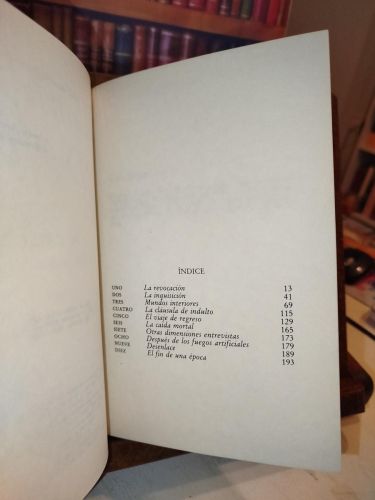 ÍNDICE
UNO La revocación 13
DOS La inquisición 41
TRES Mundos interiores 69
CUATRO La cláusula de indulto 115
CINCO El viaje de regreso 129
SEIS La caída mortal 165
SIETE Otras dimensiones entrevistas 173
OCHO Después de los fuegos artificiales 179
NUEVE Desenlace 189
DIEZ El fin de una época 193